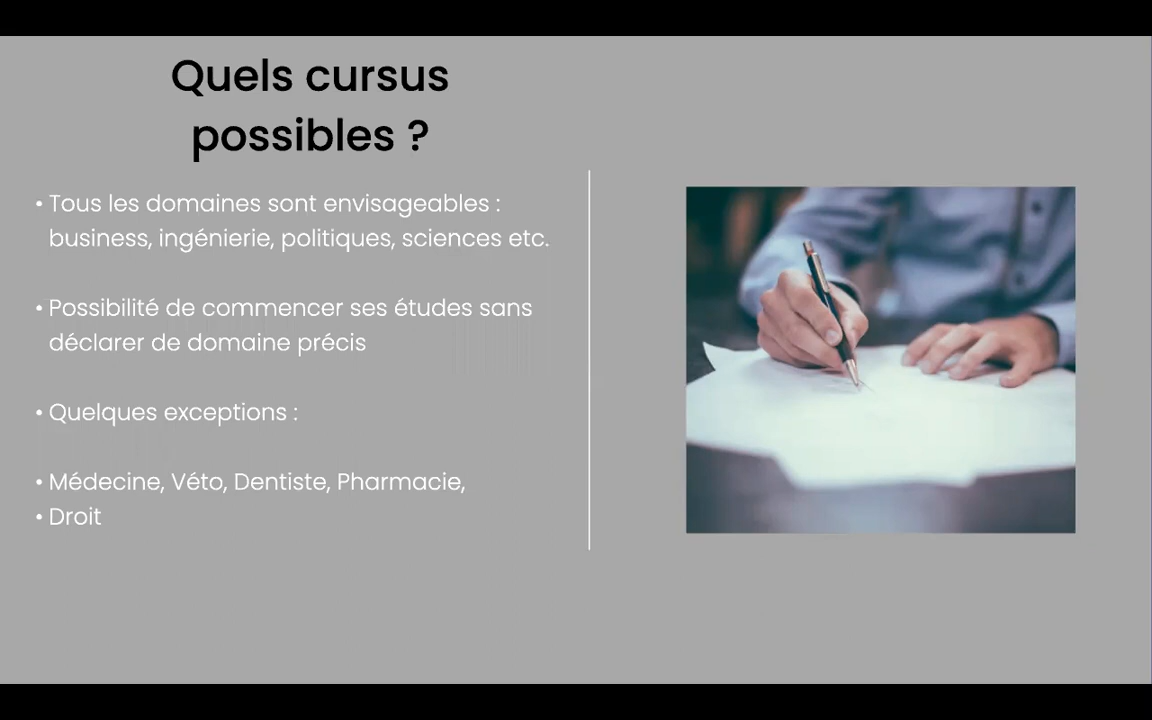 Quels cursus
possibles ?
• Tous les domaines sont envisageables :
business, ingénierie, politiques, sciences etc.
• Possibilité de commencer ses études sans
déclarer de domaine précis
• Quelques exceptions :
• Médecine, Véto, Dentiste, Pharmacie,
• Droit